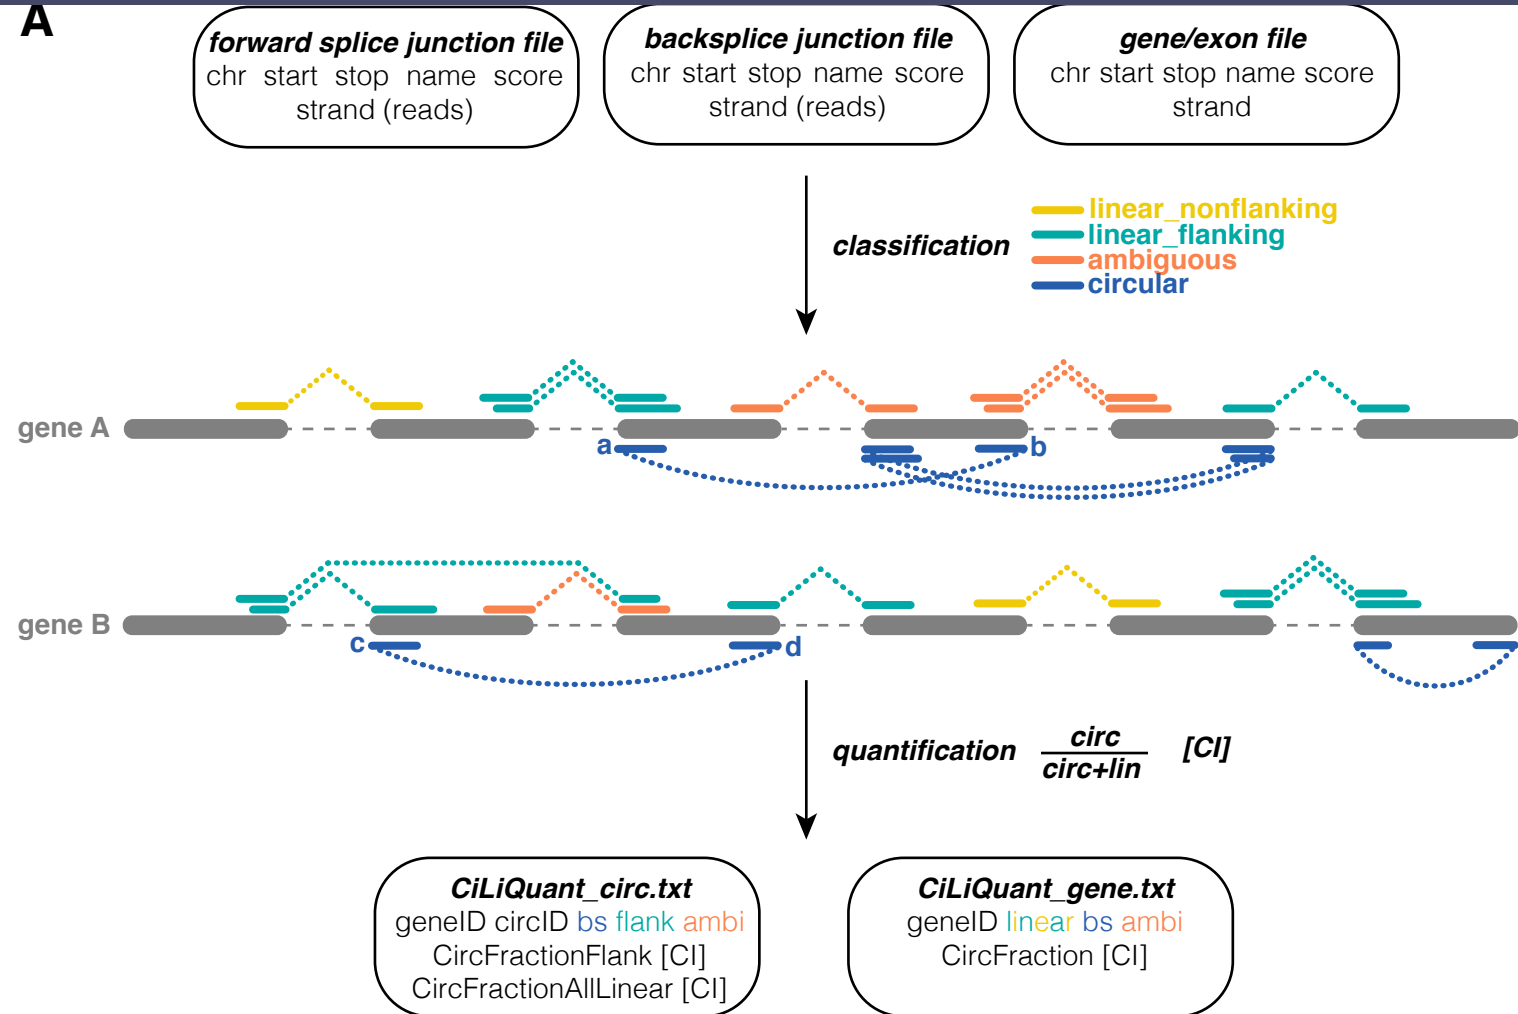 A
forward splice junction file
chr start stop name score
strand (reads)
backsplice junction file
chr start stop name score
strand (reads)
gene/exon file
chr start stop name score
strand
classification
linear_nonflanking
linear_flanking
ambiguous
circular
gene A
a
b
gene B
c
d
quantification
circ
circ+lin
[CI]
CiLiQuant_circ.txt
geneID circID bs flank ambi
CircFractionFlank [CI]
CircFractionAllLinear [CI]
CiLiQuant_gene.txt
geneID linear bs ambi
CircFraction [CI]